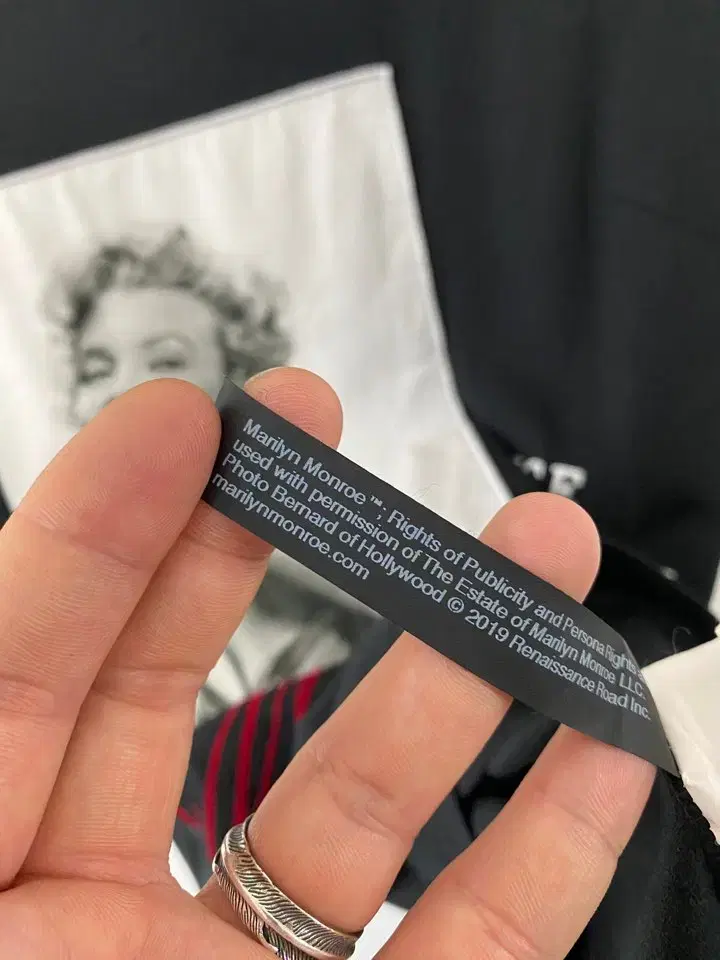 Marilyn Monroe™; Rights of Publicity and Persona Rights
used with permission of The Estate of Marilyn Monroe LLC.
Photo Bernard of Hollywood © 2019 Renaissance Road Inc.
marilynmonroe.com